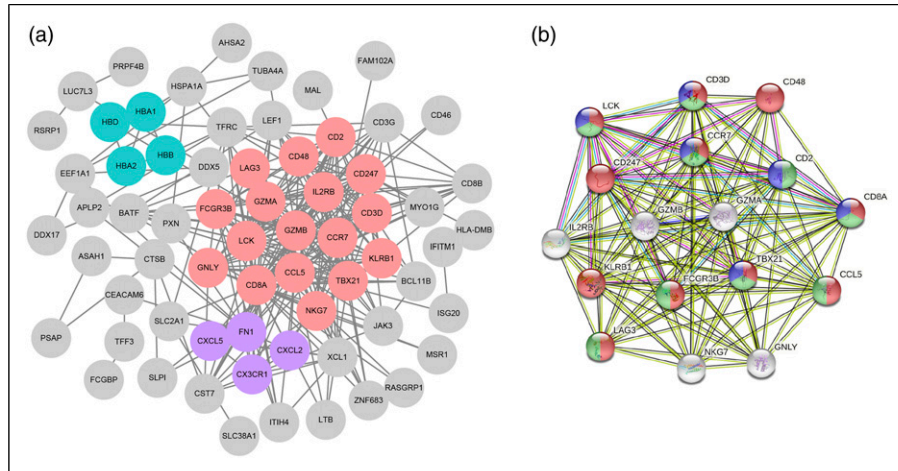 (a)
AHSA2
PRPF4B
FAM102A
LUC7L3
HSPA1A
TUBA4A
MAL
RSRP1
HBD
HBA1
TFRC
LEF1
CD3G
CD46
HBA2
HBB
CD2
EEF1A1
DDX5
LAG3
CD48
CD247
CD8B
APLP2
BATF
FCGR3B
GZMA
IL2RB
MYO1G
DDX17
PXN
CD3D
HLA-DMB
LCK
GZMB
CCR7
IFITM1
ASAH1
CTSB
GNLY
KLRB1
CD8A
CCL5
TBX21
BCL11B
CEACAM6
SLC2A1
NKG7
ISG20
PSAP
TFF3
CXCL5
FN1
JAK3
CXCL2
XCL1
MSR1
FCGBP
SLPI
CX3CR1
RASGRP1
CST7
ZNF683
SLC38A1
ITIH4
LTB
(b)
CD3D
CD48
LCK
CCR7
CD2
CD247
CD8A
GZMB
GZMA
IL2RB
TBX21
KLRB1
FCGR3B
CCL5
LAG3
NKG7
GNLY